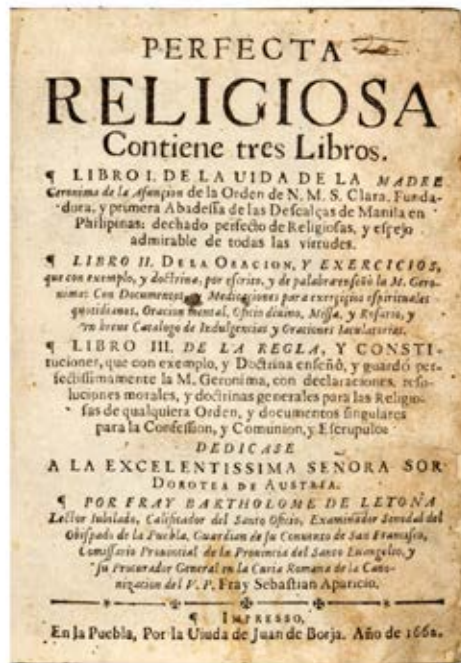 PERFECTA
RELIGIOSA
Contiene tres Libros.
¶ LIBRO I. DE LA UIDA DE LA MADRE
Geronima de la Asunçion de la Orden de N. M. S. Clara, Funda-
dora, y primera Abadessa de las Descalças de Manila en
Philipinas: dechado perfecto de Religiosas, y espejo
admirable de todas las virtudes.
¶ LIBRO II. DE LA ORACION, Y EXERCICIOS,
que con exemplo, y doctrina, por escrito, y de palabra enseñò la M. Gero-
nima: Con Documentos, y Meditaciones para exercicios espirituales
quotidianos, Oracion mental, Oficio divino, Missa, y Rosario, y
vn breve Catalogo de Indulgencias y Oraciones Iaculatorias.
¶ LIBRO III. DE LA REGLA, Y CONSTI-
tuciones, que con exemplo, y Doctrina enseñò, y guardò per-
fectissimamente la M. Geronima, con declaraciones, reso-
luciones morales, y doctrinas generales para las Religio-
sas de qualquiera Orden, y documentos singulares
para la Confession, y Comunion, y Escrupulos
DEDICASE
A LA EXCELENTISSIMA SEÑORA SOR
DOROTEA DE AUSTRIA.
¶ POR FRAY BARTHOLOME DE LETONA
Lector Iubilado, Calificador del Santo Oficio, Examinador Sinodal del
Obispado de la Puebla, Guardian de su Convento de San Francisco,
Comissario Provincial de la Provincia del Santo Euangelio, y
su Procurador General en la Curia Romana de la Cano-
nizacion del V. P. Fray Sebastian Aparicio.
¶ IMPRESSO,
En la Puebla, Por la Uiuda de Juan de Borja. Año de 1662.